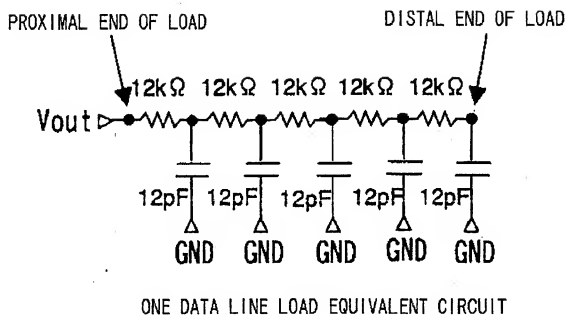 PROXIMAL END OF LOAD
DISTAL END OF LOAD
12kΩ 12kΩ 12kΩ 12kΩ 12kΩ
Vout
12pF 12pF 12pF 12pF 12pF
GND GND GND GND GND
ONE DATA LINE LOAD EQUIVALENT CIRCUIT